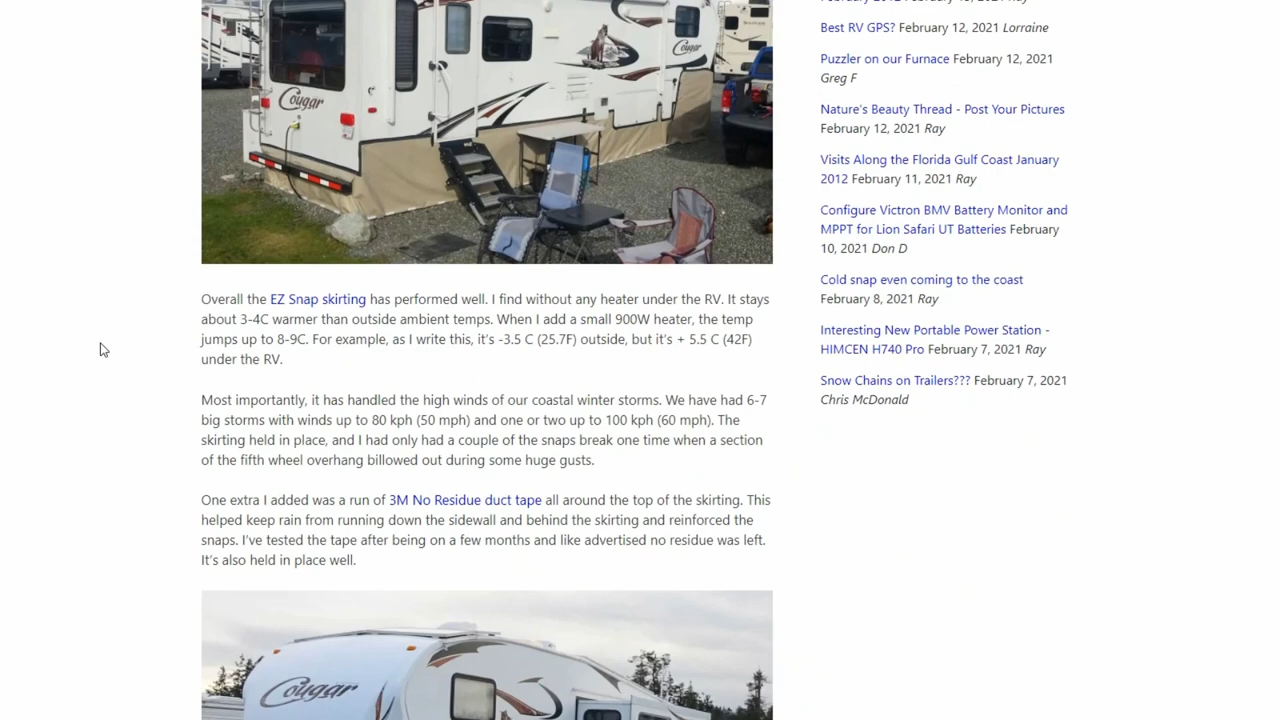 Cougar
Cougar
Overall the EZ Snap skirting has performed well. I find without any heater under the RV. It stays
about 3-4C warmer than outside ambient temps. When I add a small 900W heater, the temp
jumps up to 8-9C. For example, as I write this, it's -3.5 C (25.7F) outside, but it's + 5.5 C (42F)
under the RV.
Most importantly, it has handled the high winds of our coastal winter storms. We have had 6-7
big storms with winds up to 80 kph (50 mph) and one or two up to 100 kph (60 mph). The
skirting held in place, and I had only had a couple of the snaps break one time when a section
of the fifth wheel overhang billowed out during some huge gusts.
One extra I added was a run of 3M No Residue duct tape all around the top of the skirting. This
helped keep rain from running down the sidewall and behind the skirting and reinforced the
snaps. I've tested the tape after being on a few months and like advertised no residue was left.
It's also held in place well.
Cougar
Best RV GPS? February 12, 2021 Lorraine
Puzzler on our Furnace February 12, 2021
Greg F
Nature's Beauty Thread - Post Your Pictures
February 12, 2021 Ray
Visits Along the Florida Gulf Coast January
2012 February 11, 2021 Ray
Configure Victron BMV Battery Monitor and
MPPT for Lion Safari UT Batteries February
10, 2021 Don D
Cold snap even coming to the coast
February 8, 2021 Ray
Interesting New Portable Power Station -
HIMCEN H740 Pro February 7, 2021 Ray
Snow Chains on Trailers??? February 7, 2021
Chris McDonald